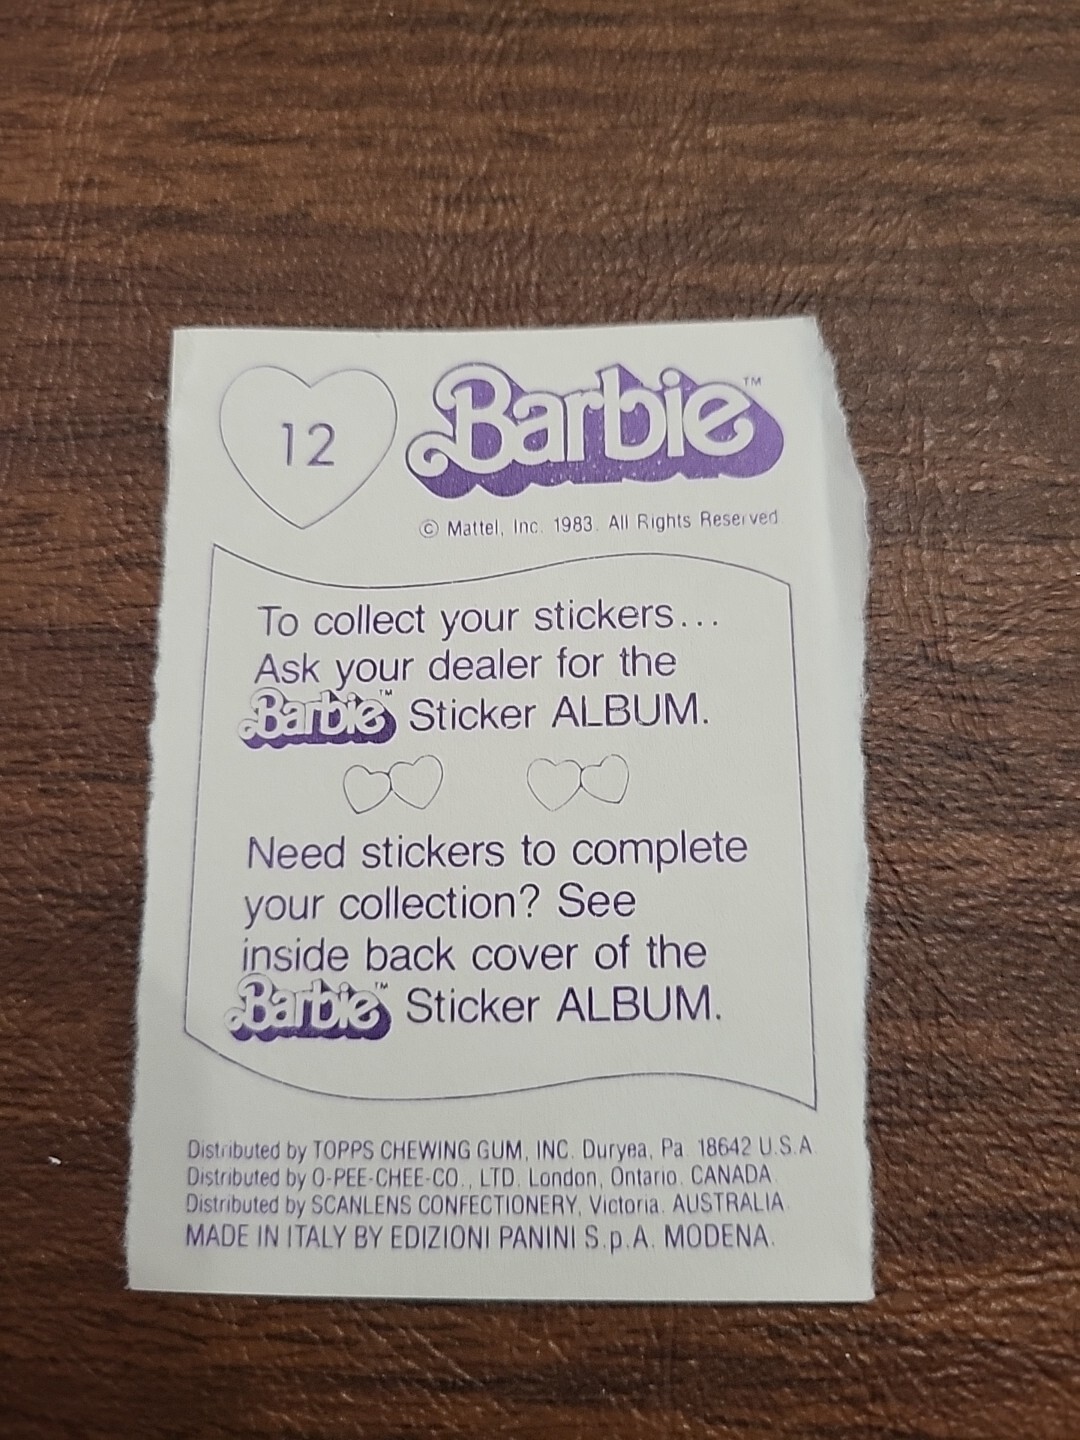 12
Barbie™
© Mattel, Inc. 1983. All Rights Reserved.
To collect your stickers...
Ask your dealer for the
Barbie™ Sticker ALBUM.
Need stickers to complete
your collection? See
inside back cover of the
Barbie™ Sticker ALBUM.
Distributed by TOPPS CHEWING GUM, INC. Duryea, Pa. 18642 U.S.A.
Distributed by O-PEE-CHEE-CO., LTD. London, Ontario. CANADA.
Distributed by SCANLENS CONFECTIONERY, Victoria. AUSTRALIA.
MADE IN ITALY BY EDIZIONI PANINI S.p.A. MODENA.